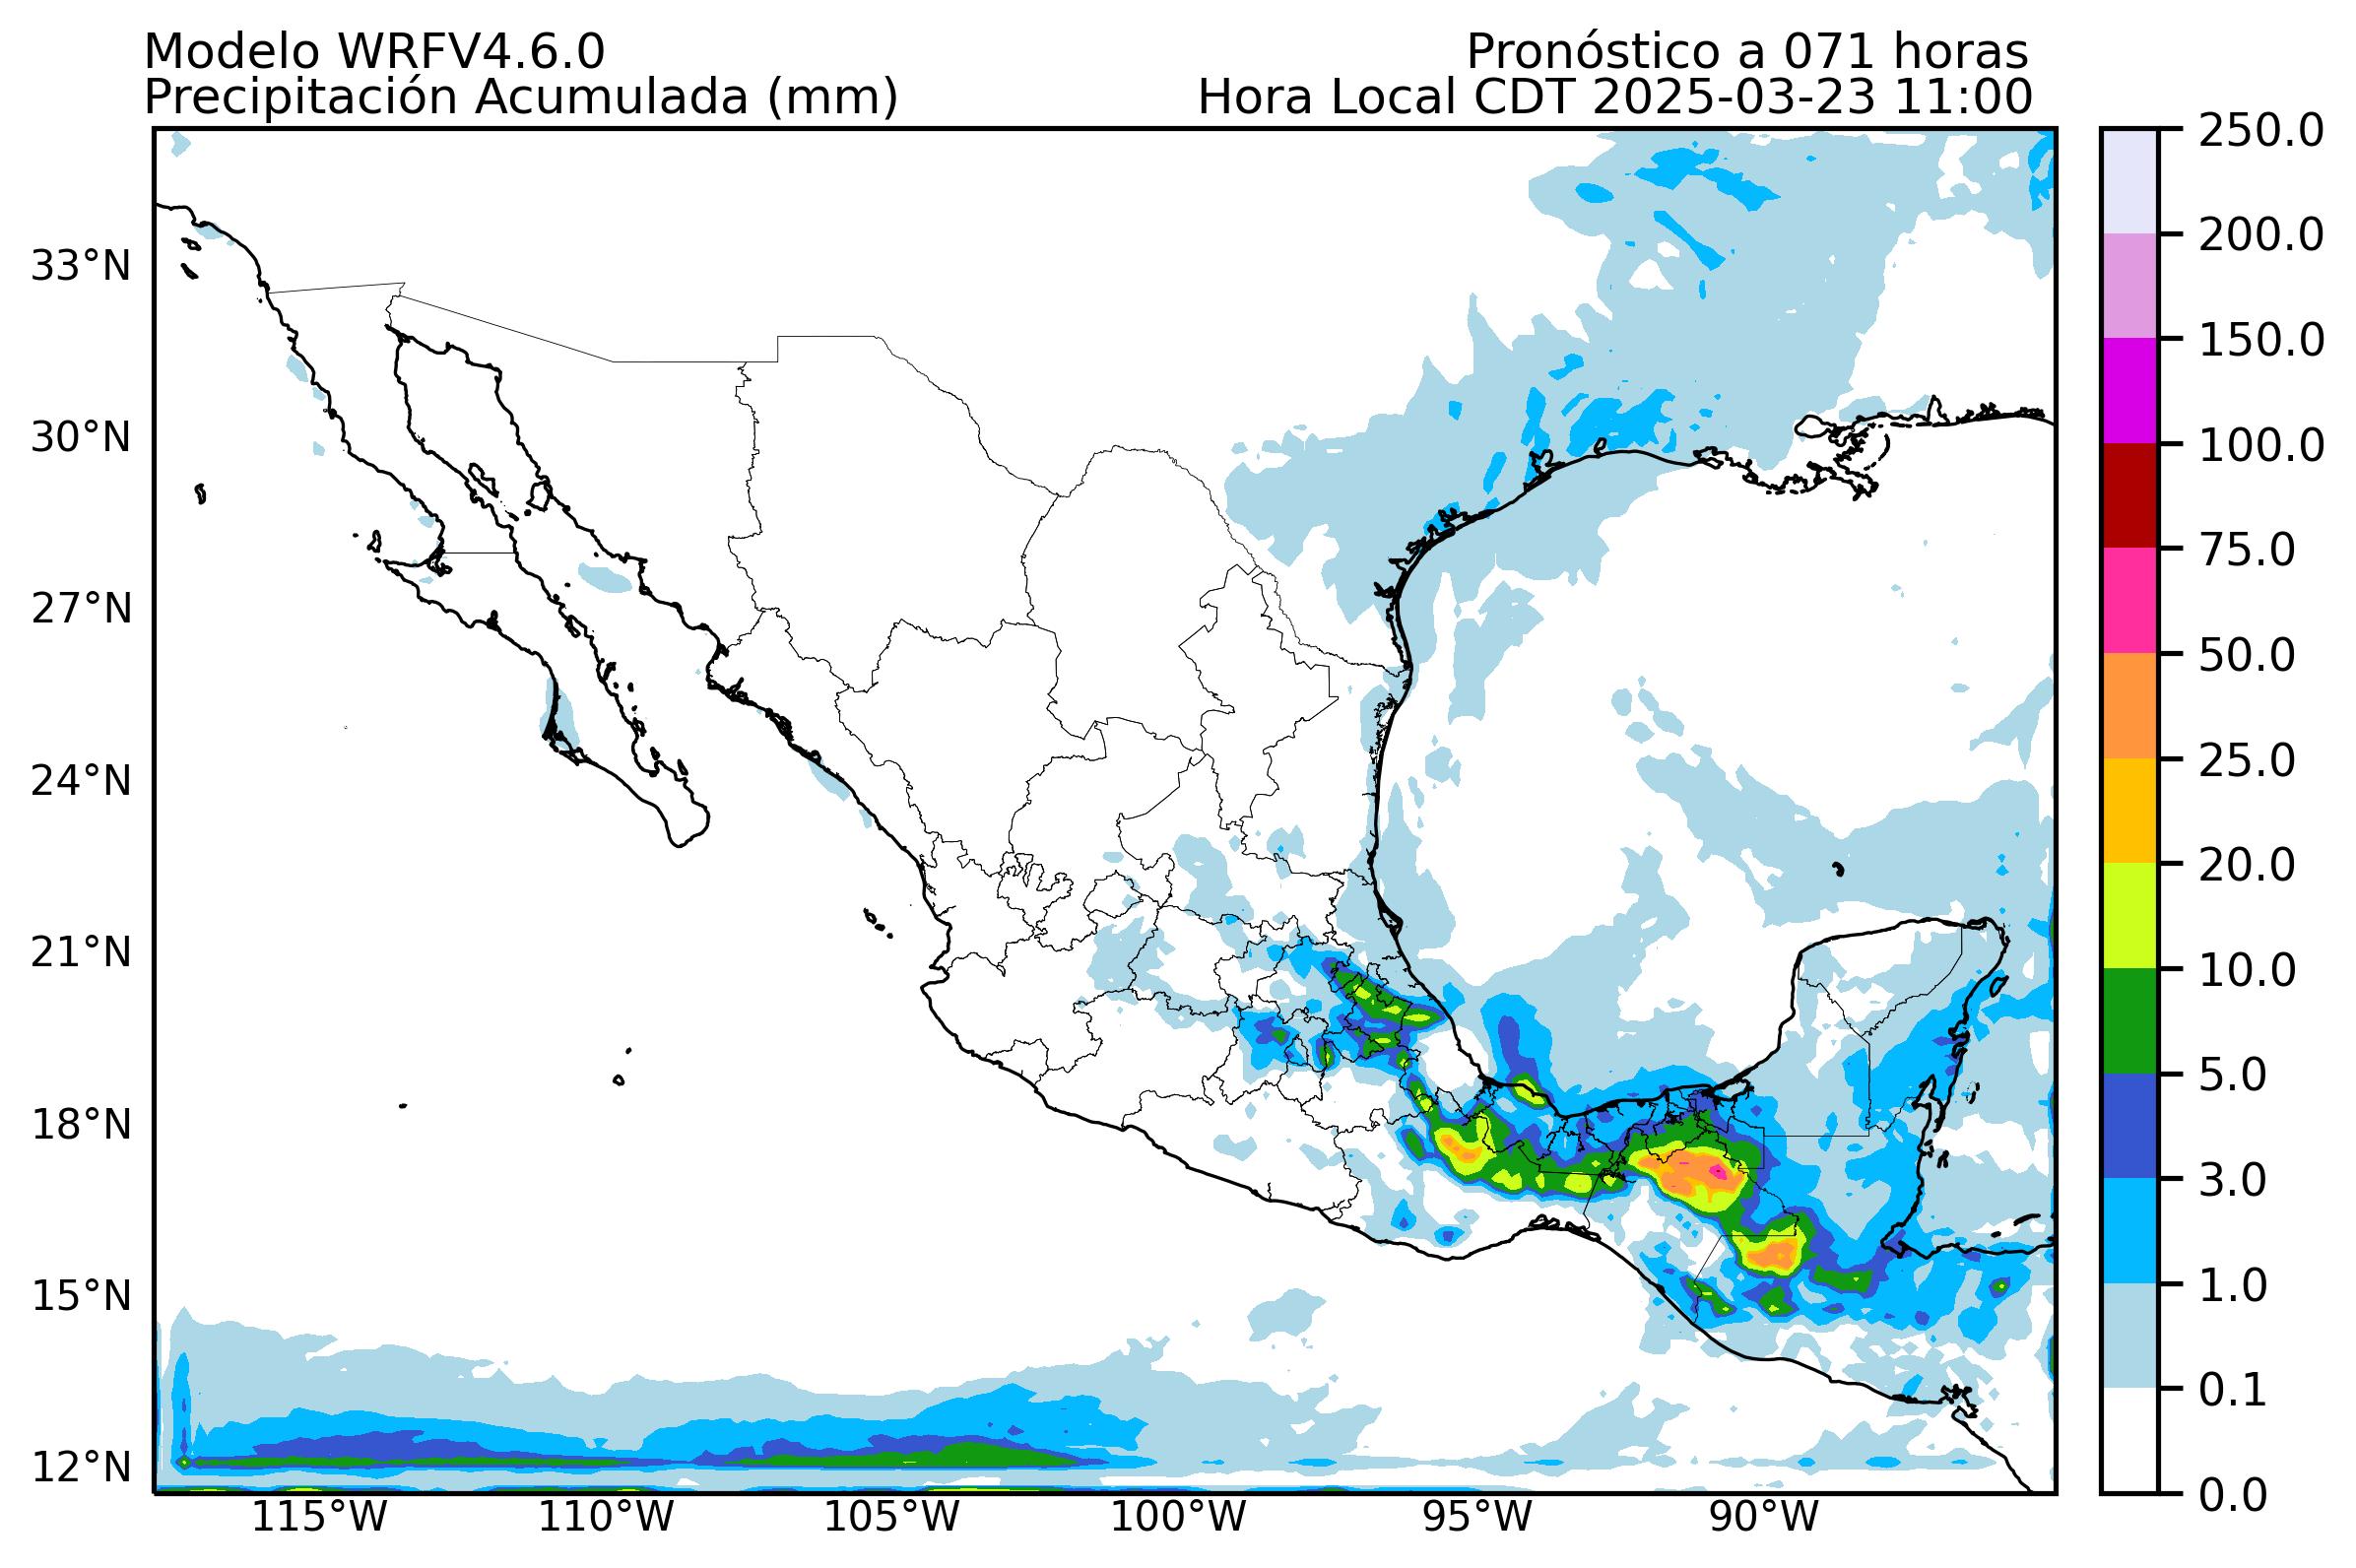 Modelo WRFV4.6.0
Pronóstico a 071 horas
Precipitación Acumulada (mm)
Hora Local CDT 2025-03-23 11:00
33°N
30°N
27°N
24°N
21°N
18°N
15°N
12°N
115°W
110°W
105°W
100°W
95°W
90°W
250.0
200.0
150.0
100.0
75.0
50.0
25.0
20.0
10.0
5.0
3.0
1.0
0.1
0.0